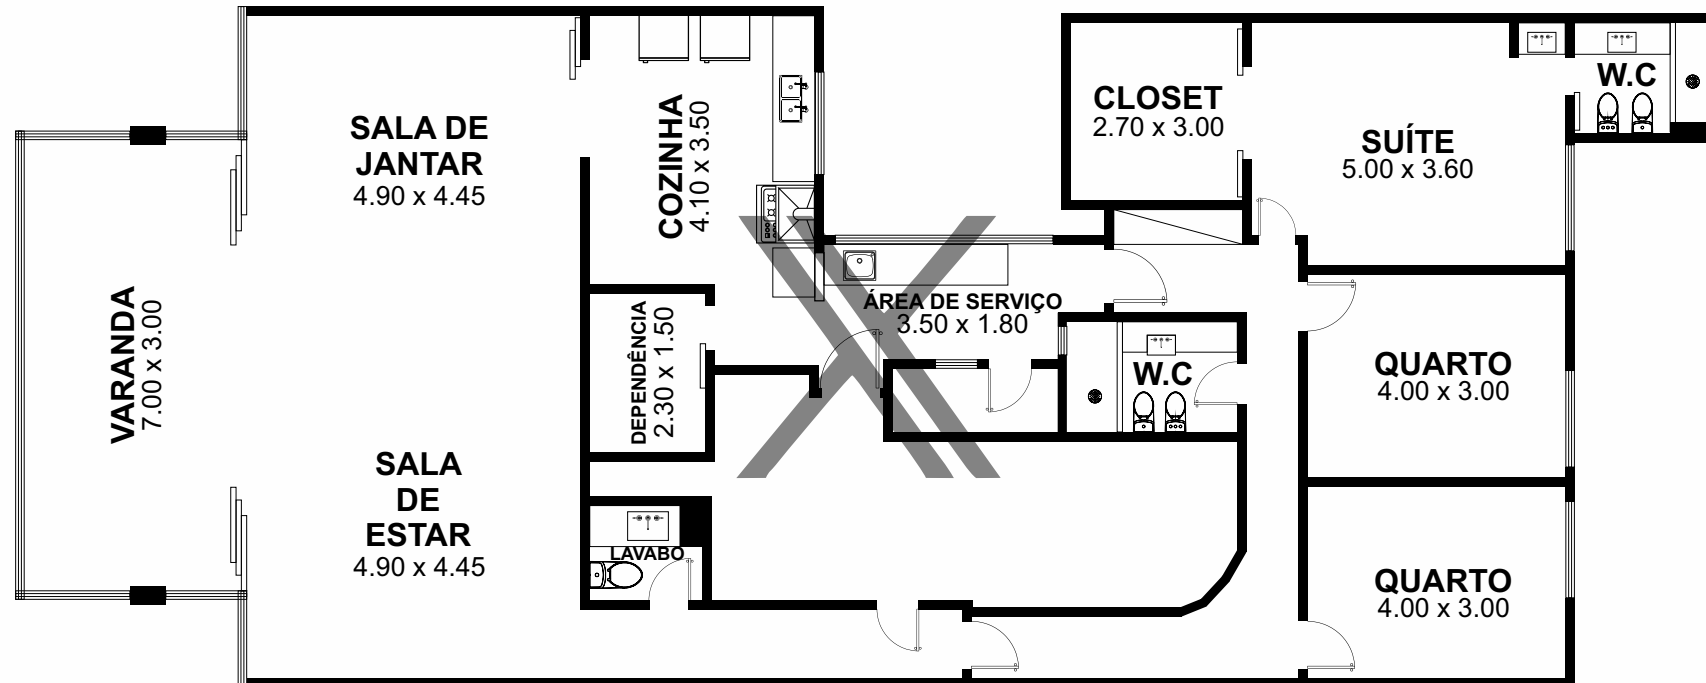 SALA DE
JANTAR
4.90 x 4.45
COZINHA
4.10 x 3.50
CLOSET
2.70 x 3.00
W.C
SUÍTE
5.00 x 3.60
VARANDA
7.00 x 3.00
DEPENDÊNCIA
2.30 x 1.50
ÁREA DE SERVIÇO
3.50 x 1.80
W.C
QUARTO
4.00 x 3.00
SALA
DE
ESTAR
4.90 x 4.45
LAVABO
QUARTO
4.00 x 3.00